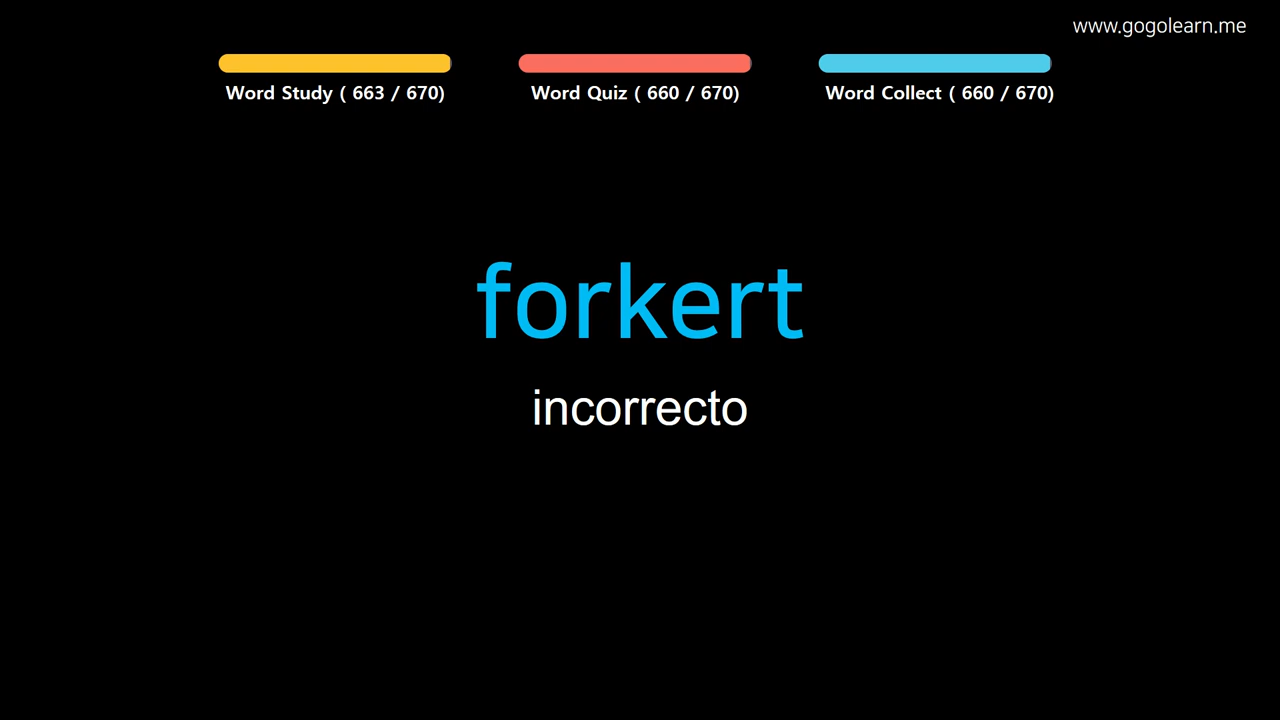 www.gogolearn.me
Word Study ( 663 / 670)
Word Quiz ( 660 / 670)
Word Collect ( 660 / 670)
forkert
incorrecto